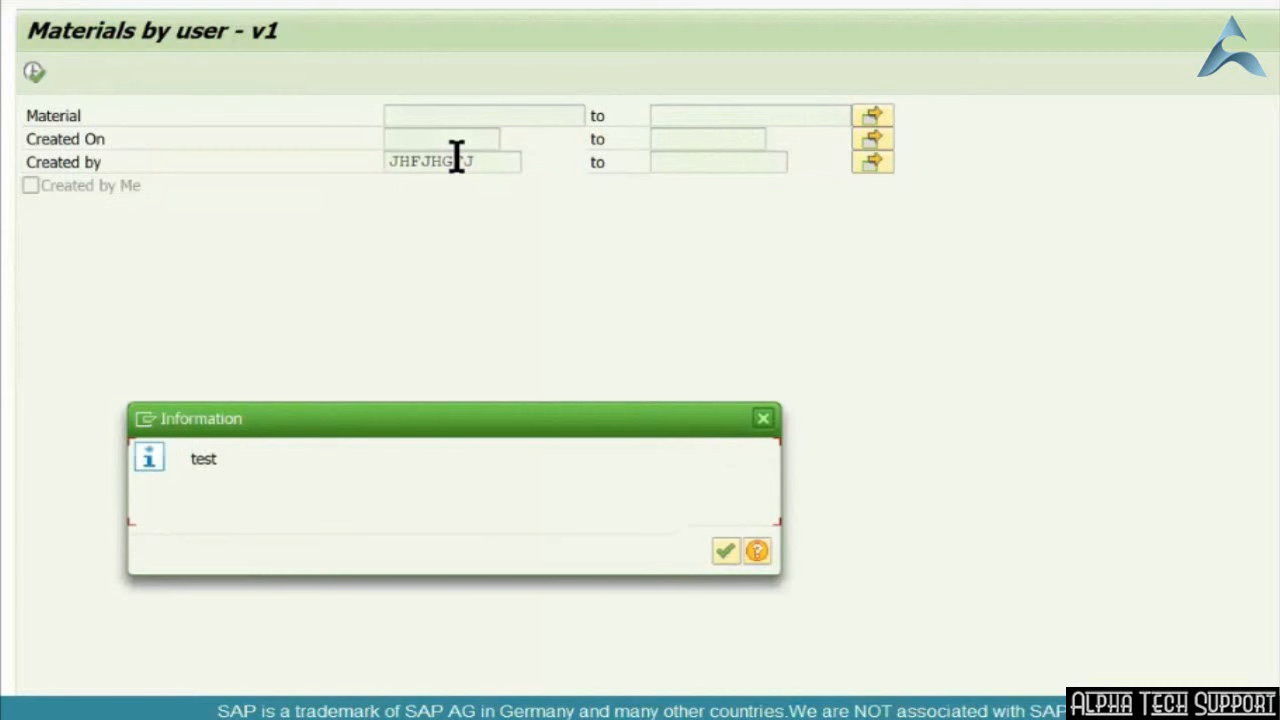 Materials by user - v1
Material to
Created On to
Created by to
Created by Me
Information
test
SAP is a trademark of SAP AG in Germany and many other countries.We are NOT associated with SAP
Alpha Tech Support